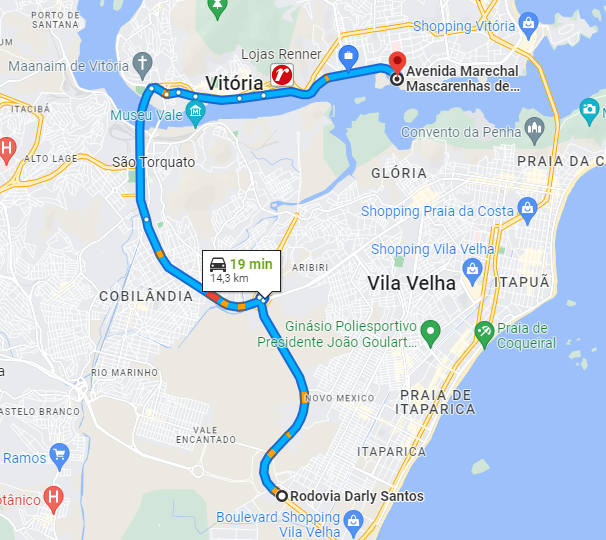 PORTO DE
SANTANA
Shopping Vitória
Lojas Renner
Maanaim de Vitória
Vitória
Avenida Marechal
Mascarenhas de...
ITACIBÁ
Museu Vale
Convento da Penha
ALTO LAGE
São Torquato
PRAIA DA C
GLÓRIA
H
Shopping Praia da Costa
Shopping Vila Velha
19 min
14,3 km
ARIBIRI
Vila Velha
ITAPUÃ
COBILÂNDIA
Ginásio Poliesportivo
Presidente João Goulart...
Praia de
Coqueiral
RIO MARINHO
NOVO MEXICO
PRAIA DE
ITAPARICA
ASTELO BRANCO
VALE
ENCANTADO
ITAPARICA
Ramos
Rodovia Darly Santos
otânico
H
Boulevard Shopping
Vila Velha